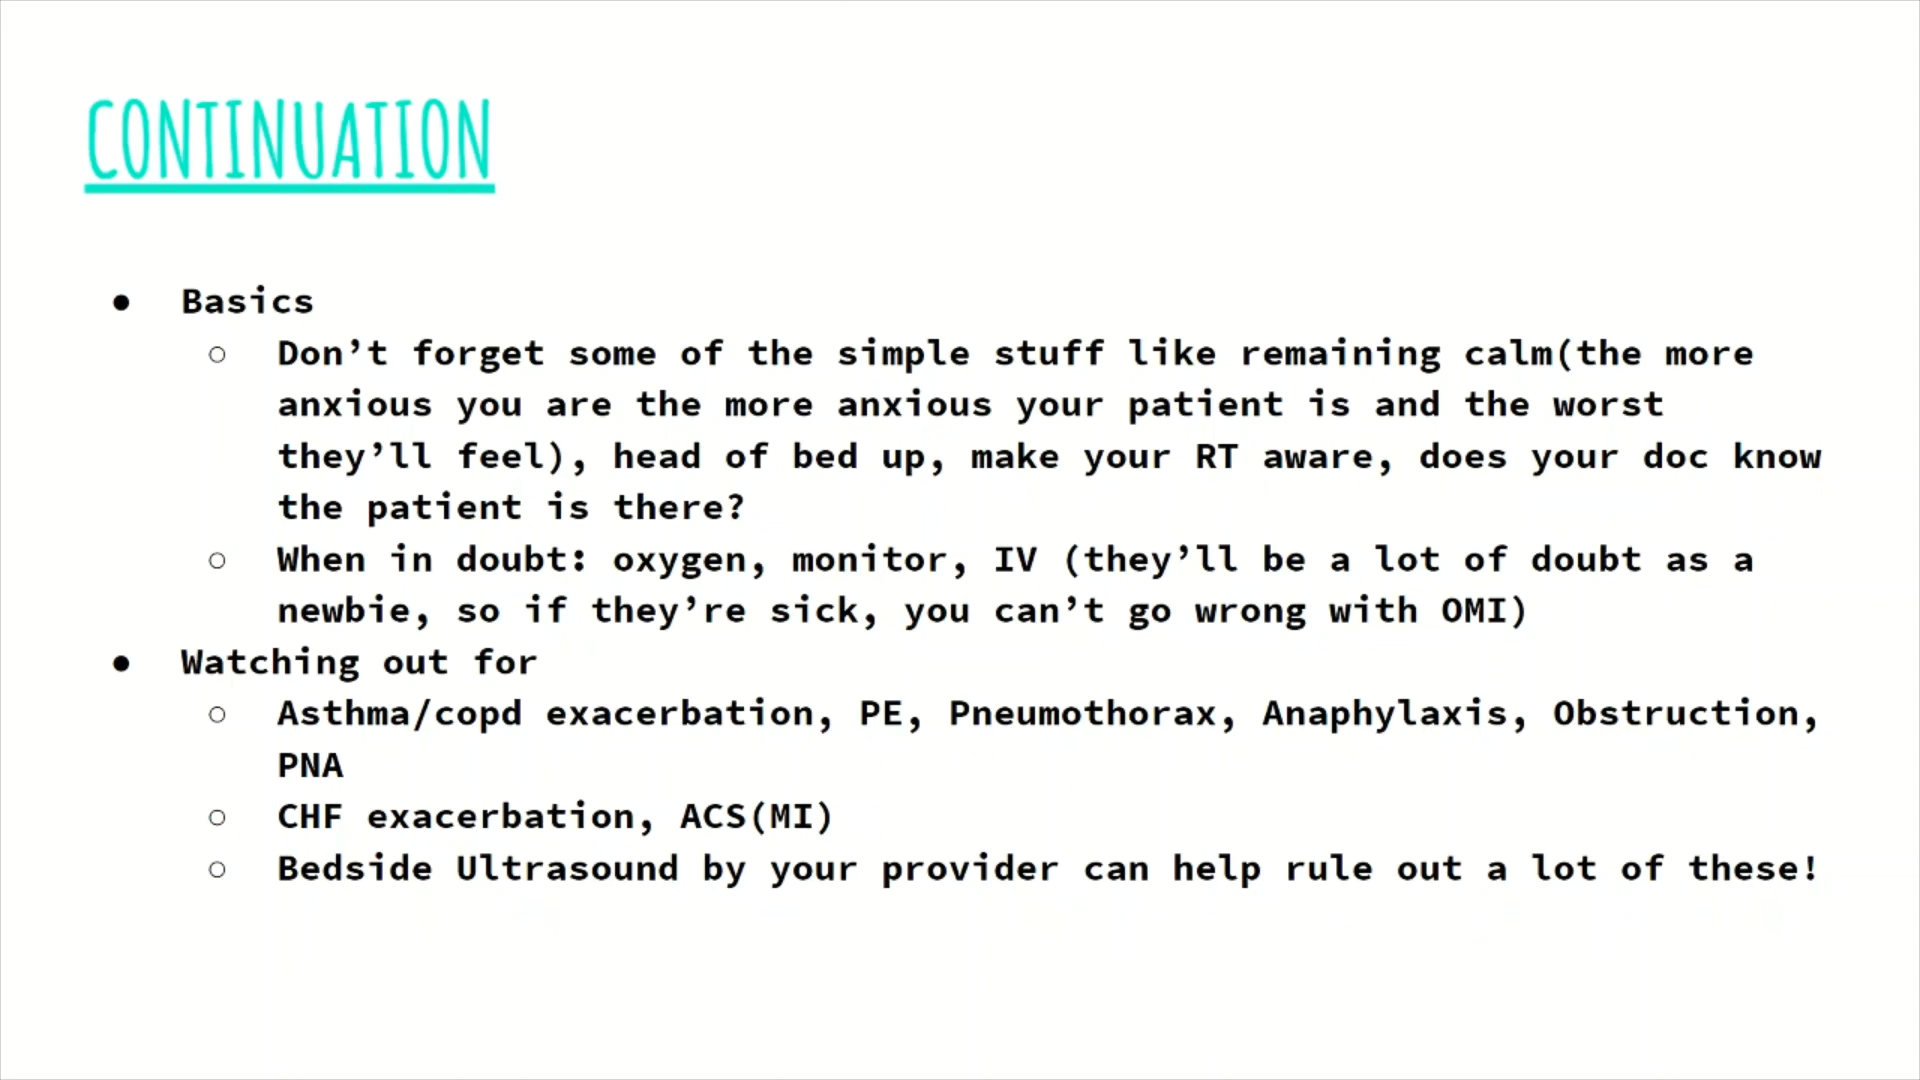 CONTINUATION
● Basics
○ Don’t forget some of the simple stuff like remaining calm(the more
anxious you are the more anxious your patient is and the worst
they’ll feel), head of bed up, make your RT aware, does your doc know
the patient is there?
○ When in doubt: oxygen, monitor, IV (they’ll be a lot of doubt as a
newbie, so if they’re sick, you can’t go wrong with OMI)
● Watching out for
○ Asthma/copd exacerbation, PE, Pneumothorax, Anaphylaxis, Obstruction,
PNA
○ CHF exacerbation, ACS(MI)
○ Bedside Ultrasound by your provider can help rule out a lot of these!